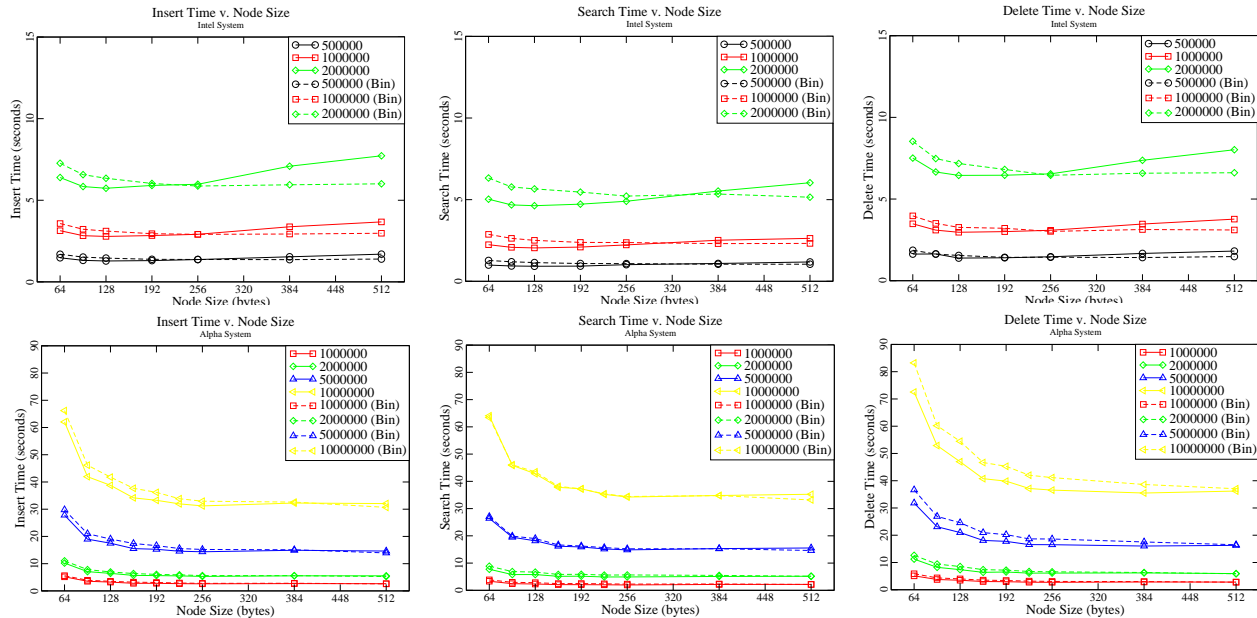 Insert Time v. Node Size
Intel System
15
10
5
0
Insert Time (seconds)
500000
1000000
2000000
500000 (Bin)
1000000 (Bin)
2000000 (Bin)
64 128 192 256 320 384 448 512
Node Size (bytes)
Search Time v. Node Size
Intel System
15
10
5
0
Search Time (seconds)
500000
1000000
2000000
500000 (Bin)
1000000 (Bin)
2000000 (Bin)
64 128 192 256 320 384 448 512
Node Size (bytes)
Delete Time v. Node Size
Intel System
15
10
5
0
Delete Time (seconds)
500000
1000000
2000000
500000 (Bin)
1000000 (Bin)
2000000 (Bin)
64 128 192 256 320 384 448 512
Node Size (bytes)
Insert Time v. Node Size
Alpha System
90
80
70
60
50
40
30
20
10
0
Insert Time (seconds)
1000000
2000000
5000000
10000000
1000000 (Bin)
2000000 (Bin)
5000000 (Bin)
10000000 (Bin)
64 128 192 256 320 384 448 512
Node Size (bytes)
Search Time v. Node Size
Alpha System
90
80
70
60
50
40
30
20
10
0
Search Time (seconds)
1000000
2000000
5000000
10000000
1000000 (Bin)
2000000 (Bin)
5000000 (Bin)
10000000 (Bin)
64 128 192 256 320 384 448 512
Node Size (bytes)
Delete Time v. Node Size
Alpha System
90
80
70
60
50
40
30
20
10
0
Delete Time (seconds)
1000000
2000000
5000000
10000000
1000000 (Bin)
2000000 (Bin)
5000000 (Bin)
10000000 (Bin)
64 128 192 256 320 384 448 512
Node Size (bytes)